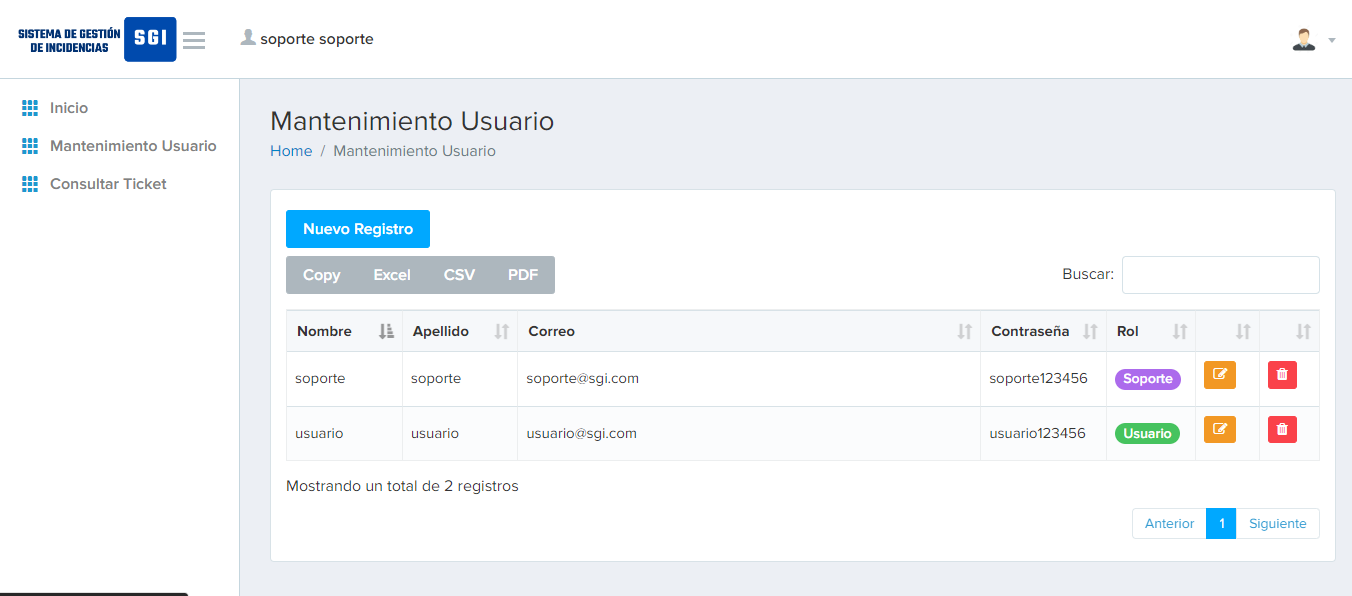 SISTEMA DE GESTIÓN
DE INCIDENCIAS
SGI
soporte soporte
Inicio
Mantenimiento Usuario
Consultar Ticket
Mantenimiento Usuario
Home / Mantenimiento Usuario
Nuevo Registro
Copy Excel CSV PDF
Buscar:
Nombre Apellido Correo Contraseña Rol
soporte soporte soporte@sgi.com soporte123456 Soporte
usuario usuario usuario@sgi.com usuario123456 Usuario
Mostrando un total de 2 registros
Anterior 1 Siguiente